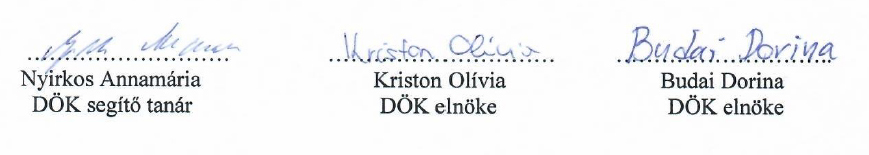 Kriston Olívia Budai Dorina
Nyirkos Annamária Kriston Olívia Budai Dorina
DÖK segítő tanár DÖK elnöke DÖK elnöke